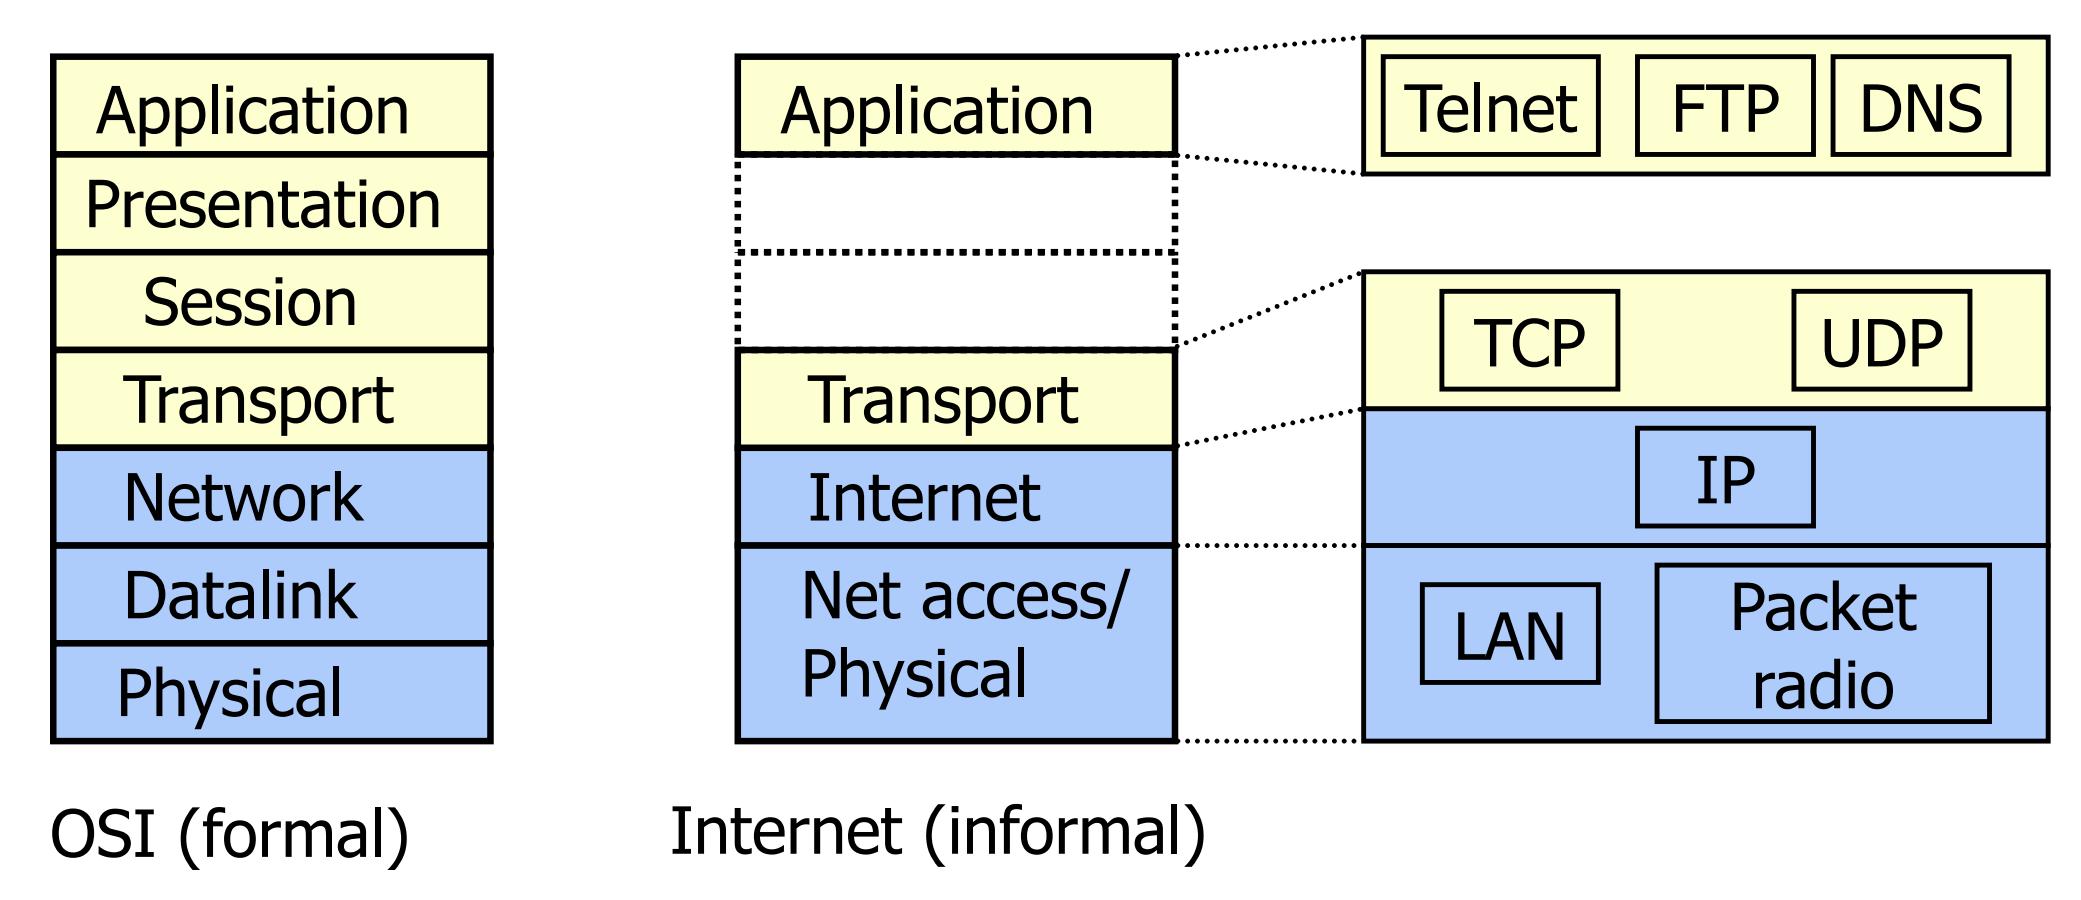 Application
Presentation
Session
Transport
Network
Datalink
Physical
OSI (formal)
Application
Transport
Internet
Net access/
Physical
Internet (informal)
Telnet
FTP
DNS
TCP
UDP
IP
LAN
Packet
radio